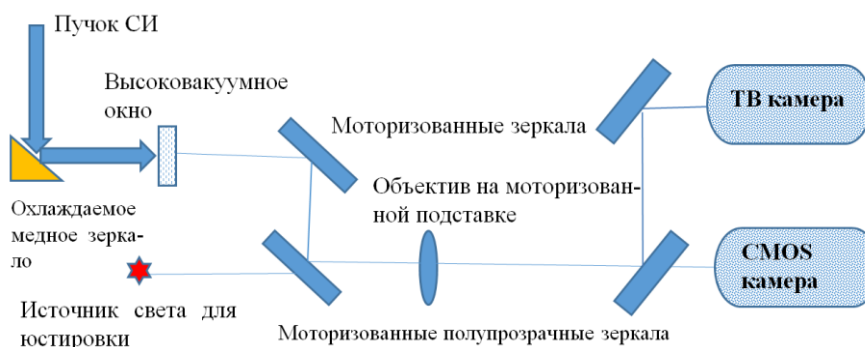 Пучок СИ
Высоковакуумное
окно
ТВ камера
Моторизованные зеркала
Объектив на моторизован-
ной подставке
Охлаждаемое
медное зерка-
ло
CMOS
камера
Источник света для
юстировки
Моторизованные полупрозрачные зеркала